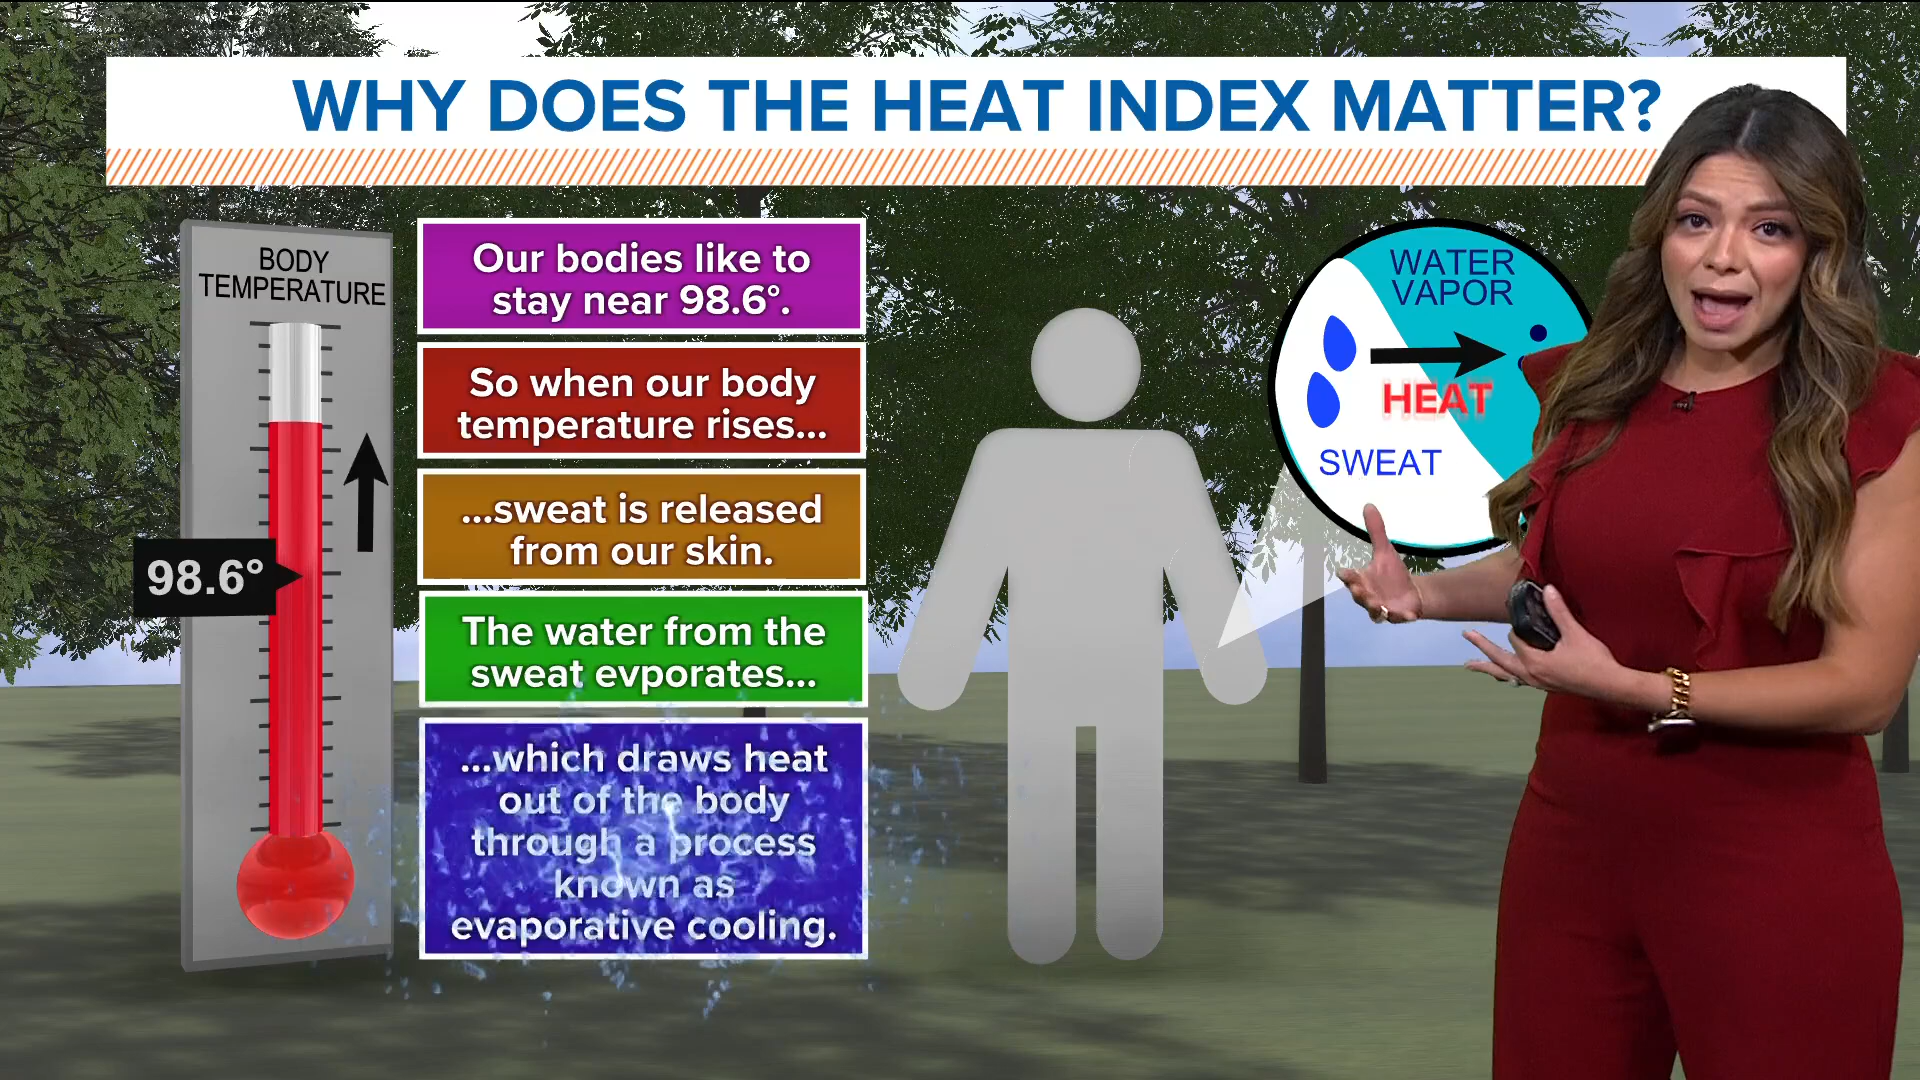 WHY DOES THE HEAT INDEX MATTER?
BODY
TEMPERATURE
98.6°
Our bodies like to
stay near 98.6°.
So when our body
temperature rises...
...sweat is released
from our skin.
The water from the
sweat evporates...
...which draws heat
out of the body
through a process
known as
evaporative cooling.
WATER
VAPOR
HEAT
SWEAT